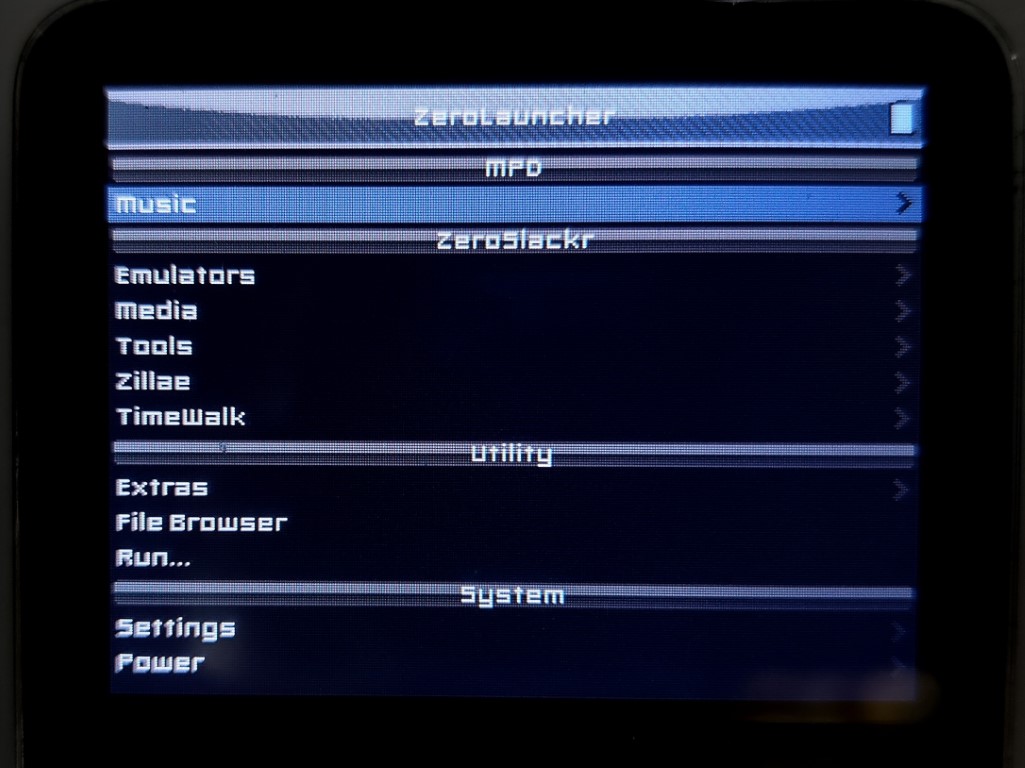 ZeroLauncher
MPD
Music
ZeroSlackr
Emulators
Media
Tools
Zillae
TimeWalk
Utility
Extras
File Browser
Run...
System
Settings
Power